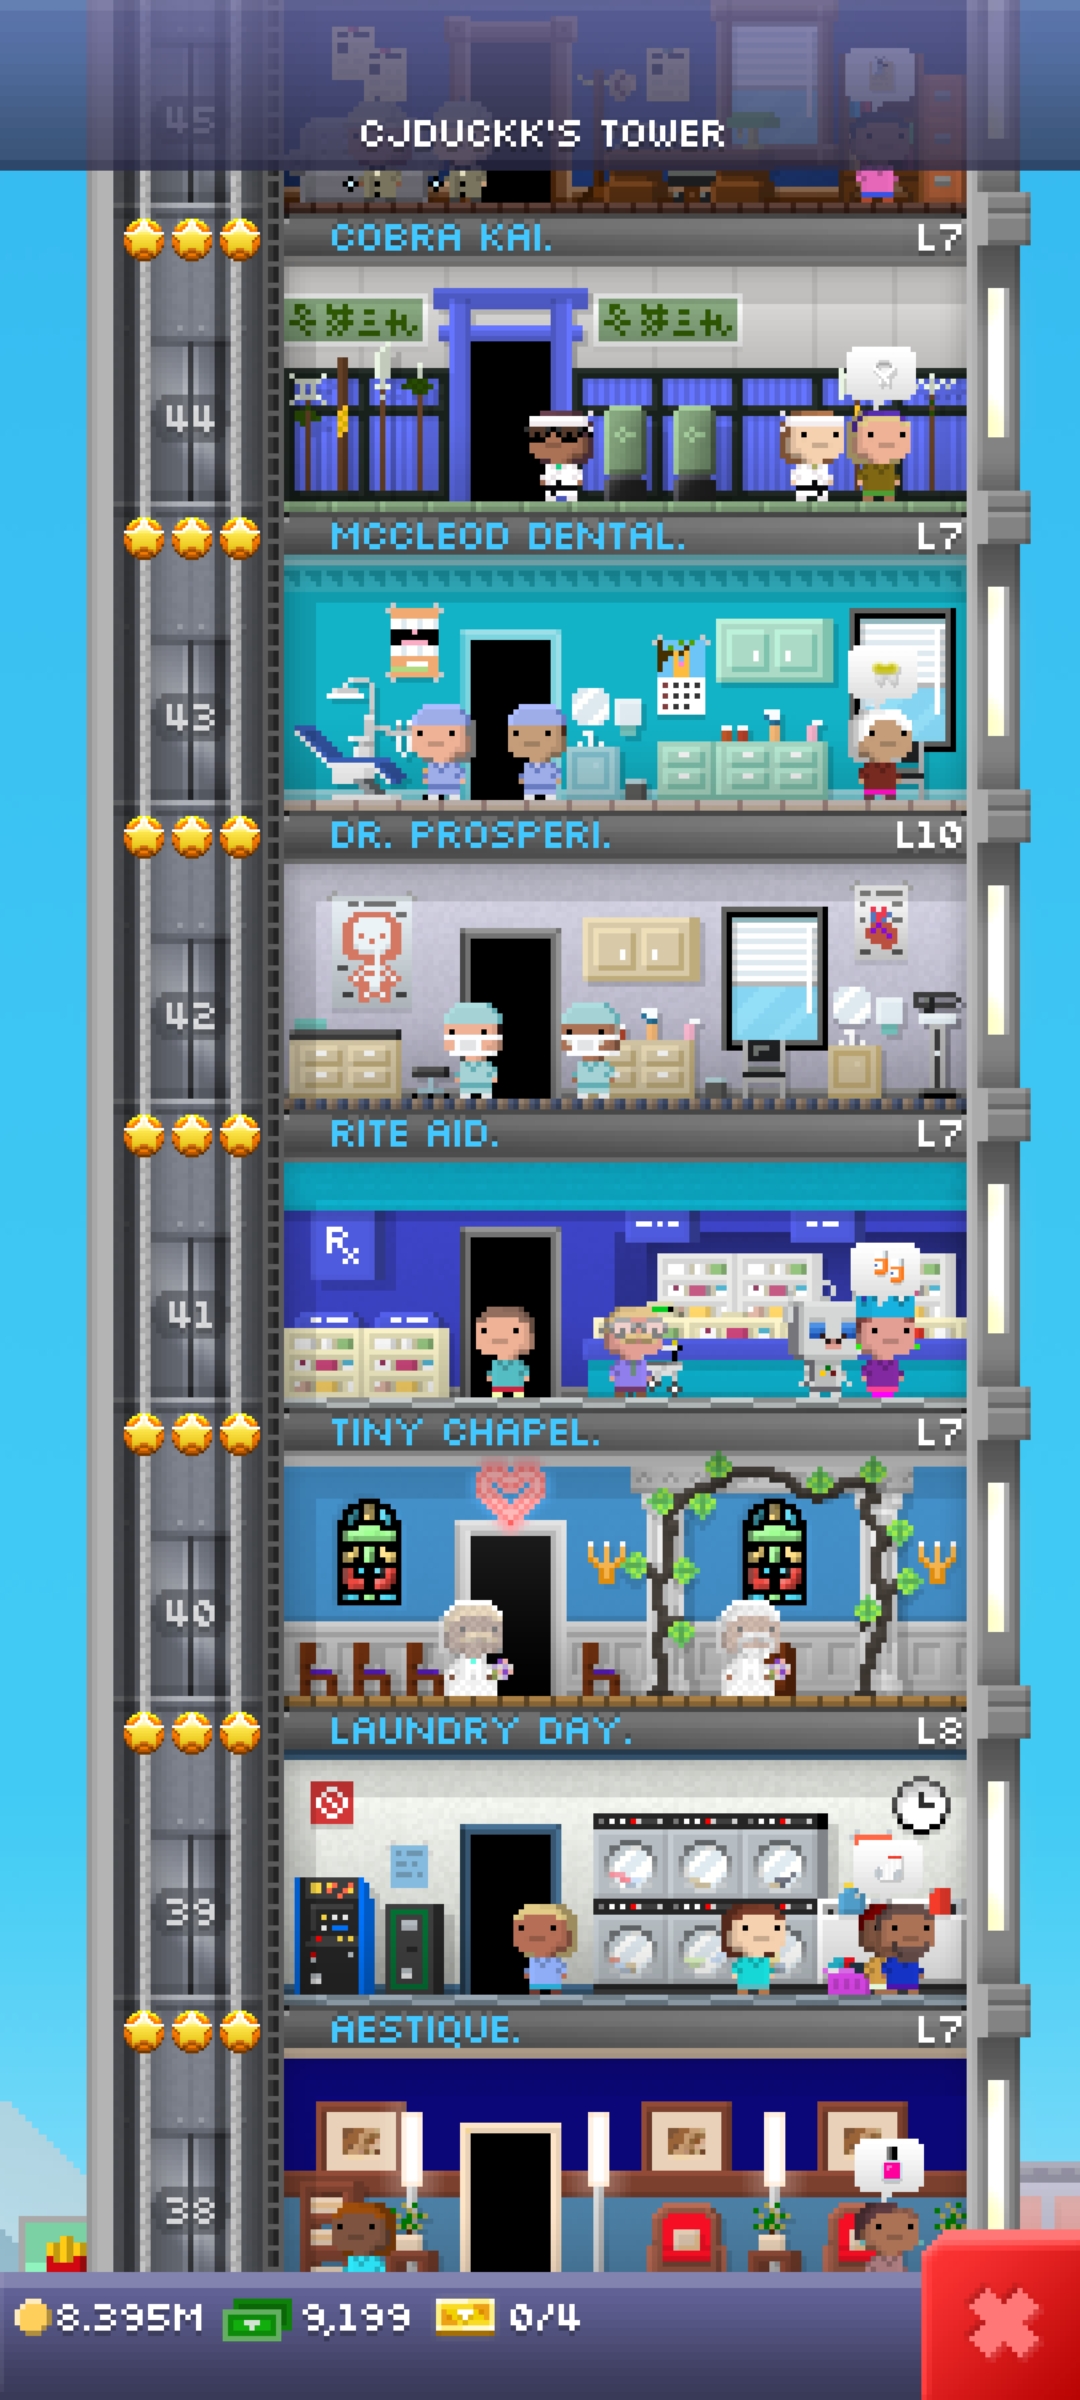 45
CJDUCKK'S TOWER
COBRA KAI. L7
44
MCCLEOD DENTAL. L7
43
DR. PROSPERI. L10
42
RITE AID. L7
Rx
41
TINY CHAPEL. L7
40
LAUNDRY DAY. L8
39
AESTIQUE. L7
38
8.395M 9,199 0/4